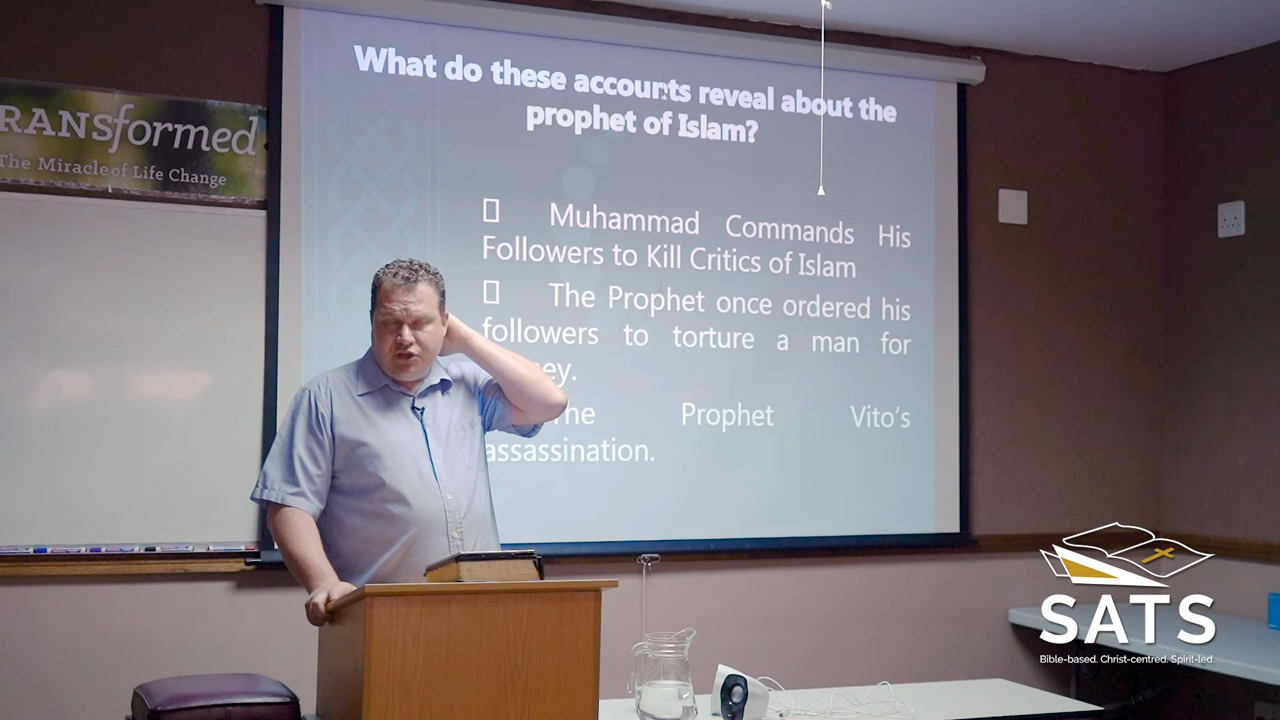 RANSformed
The Miracle of Life Change
What do these accounts reveal about the
prophet of Islam?
Muhammad Commands His
Followers to Kill Critics of Islam
The Prophet once ordered his
followers to torture a man for
ey.
Prophet Vito’s
assassination.
SATS
Bible-based. Christ-centred. Spirit-led.